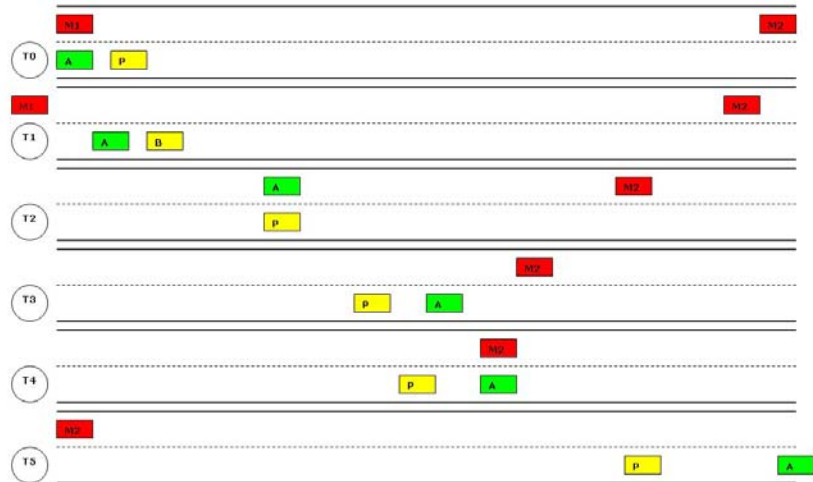 M1 M2
T0 A P
M1 M2
T1 A B
A M2
T2 P
M2
T3 P A
M2
T4 P A
M2
T5 P A